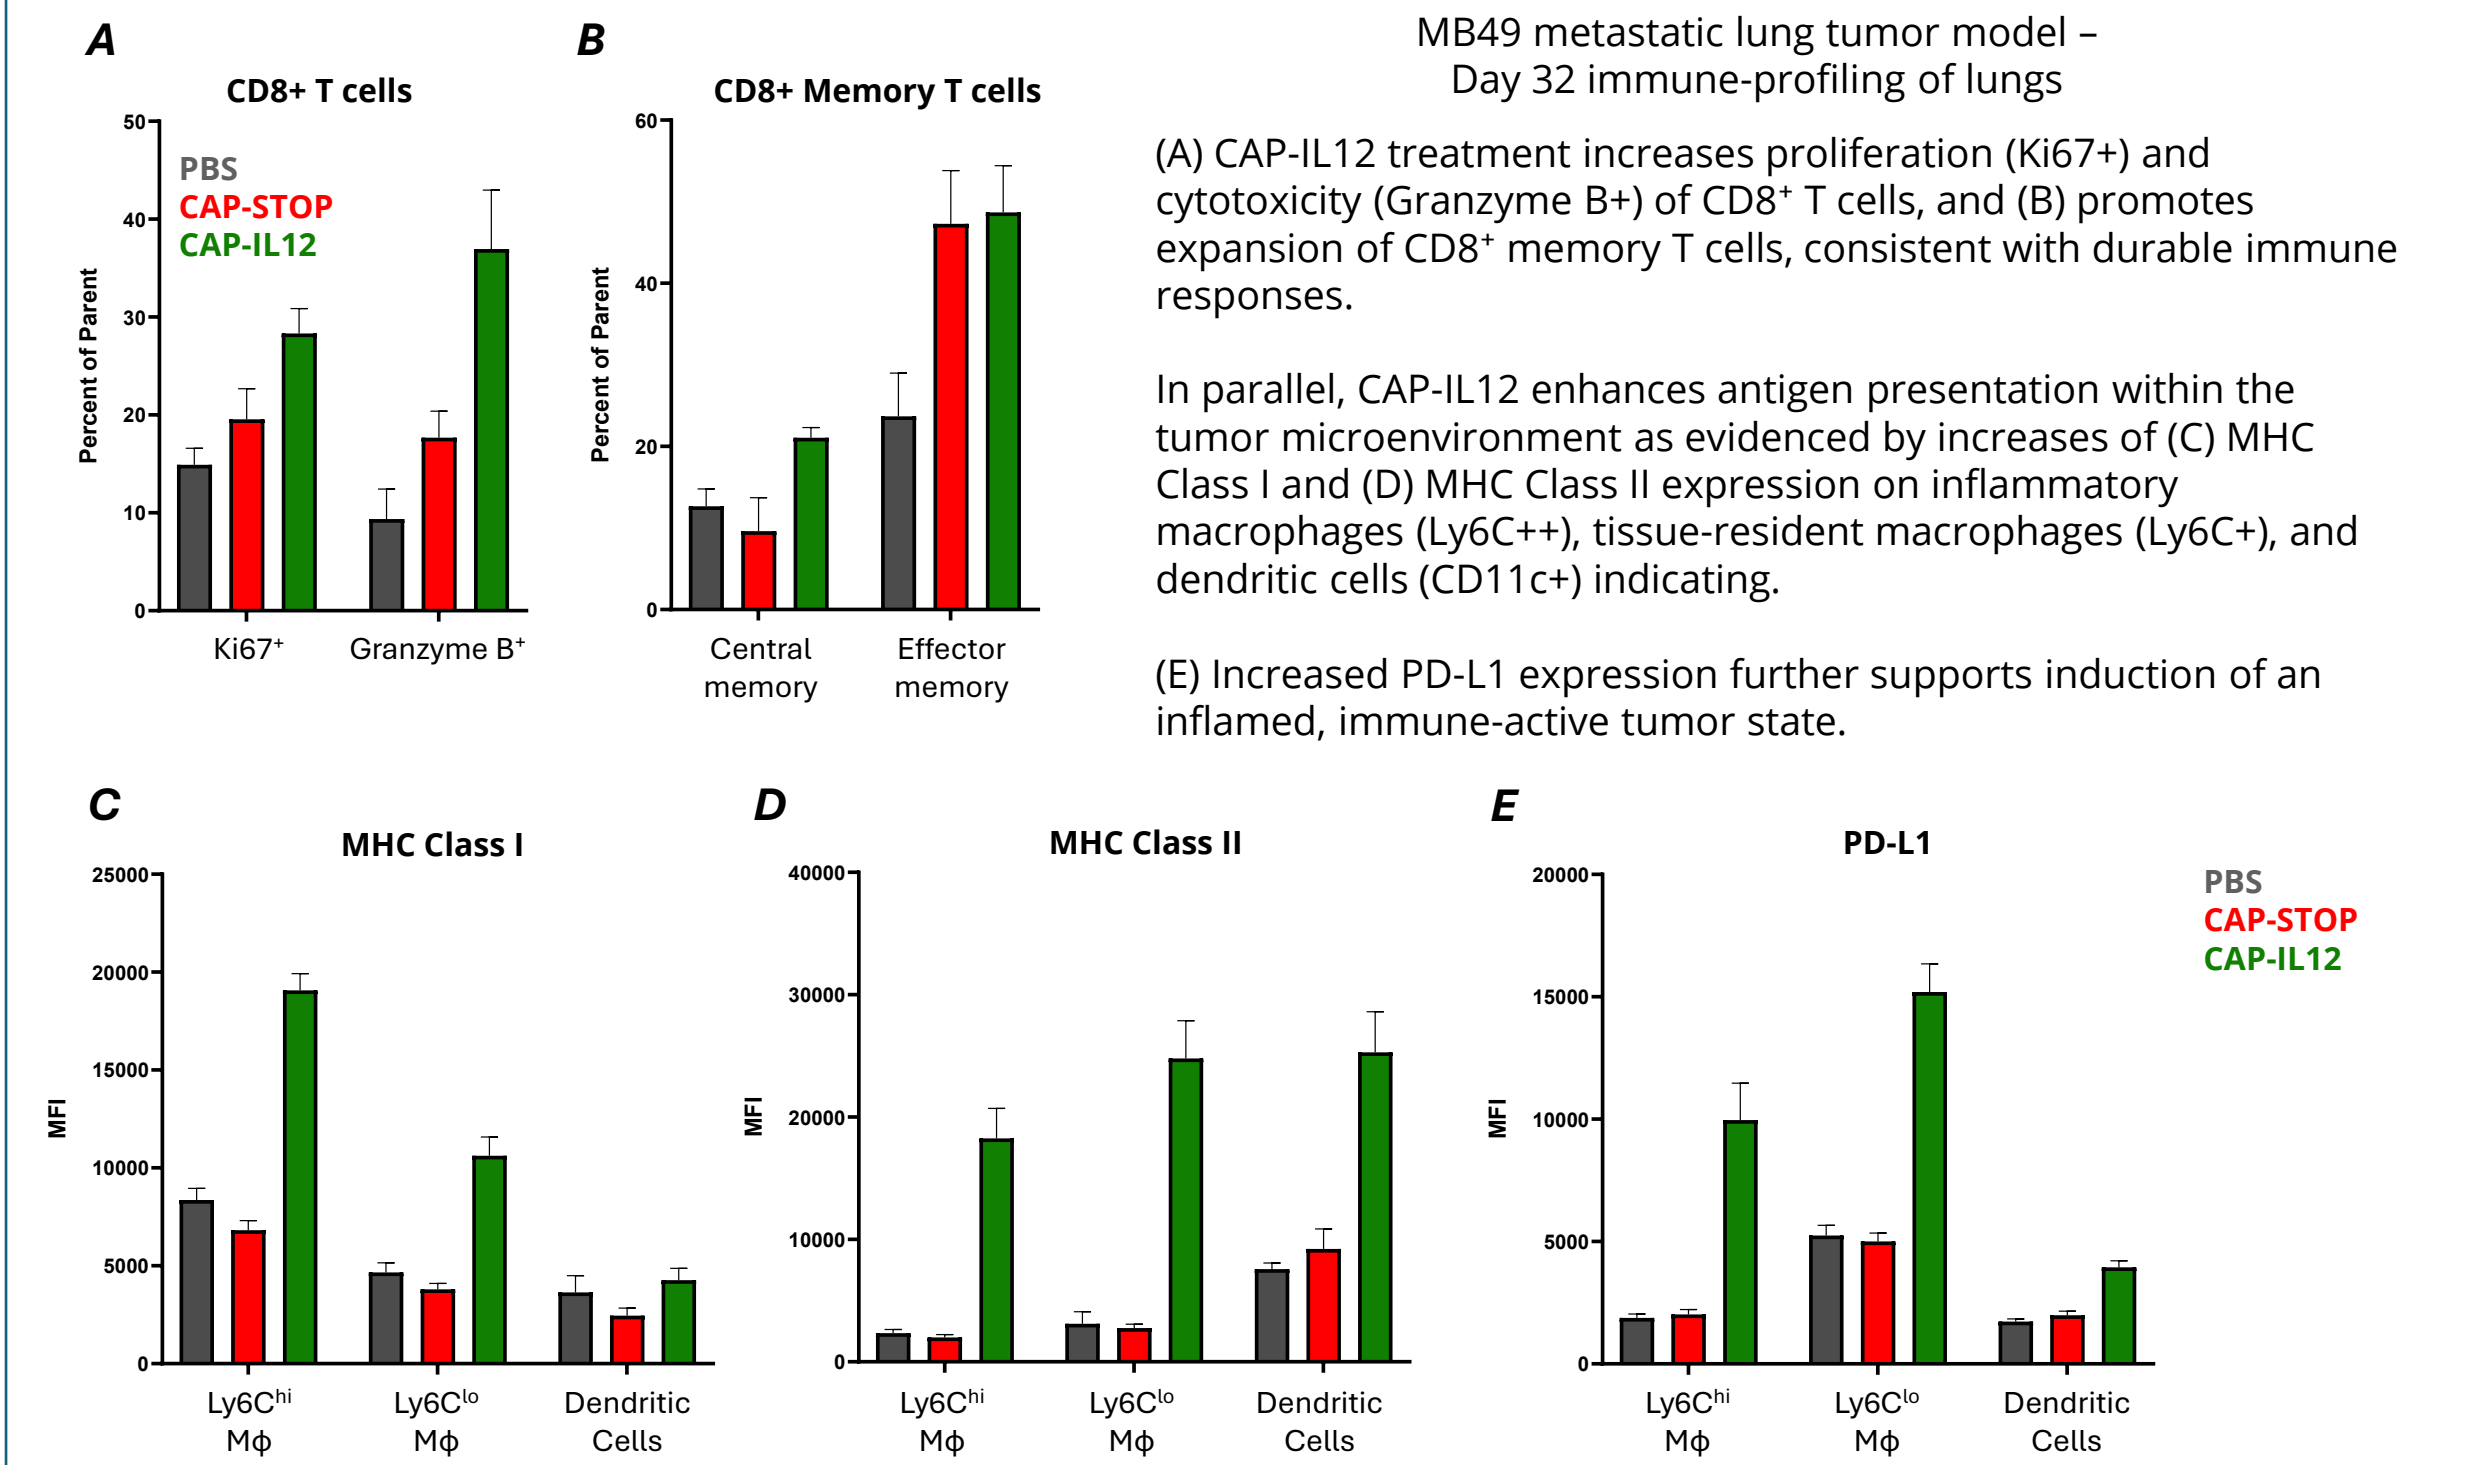 A
CD8+ T cells
Percent of Parent
50
40
30
20
10
0
PBS
CAP-STOP
CAP-IL12
Ki67⁺
Granzyme B⁺
B
CD8+ Memory T cells
Percent of Parent
60
40
20
0
Central
memory
Effector
memory
MB49 metastatic lung tumor model –
Day 32 immune-profiling of lungs
(A) CAP-IL12 treatment increases proliferation (Ki67+) and
cytotoxicity (Granzyme B+) of CD8⁺ T cells, and (B) promotes
expansion of CD8⁺ memory T cells, consistent with durable immune
responses.
In parallel, CAP-IL12 enhances antigen presentation within the
tumor microenvironment as evidenced by increases of (C) MHC
Class I and (D) MHC Class II expression on inflammatory
macrophages (Ly6C++), tissue-resident macrophages (Ly6C+), and
dendritic cells (CD11c+) indicating.
(E) Increased PD-L1 expression further supports induction of an
inflamed, immune-active tumor state.
C
MHC Class I
MFI
25000
20000
15000
10000
5000
0
Ly6Cʰⁱ
Mϕ
Ly6Cˡᵒ
Mϕ
Dendritic
Cells
D
MHC Class II
MFI
40000
30000
20000
10000
0
Ly6Cʰⁱ
Mϕ
Ly6Cˡᵒ
Mϕ
Dendritic
Cells
E
PD-L1
MFI
20000
15000
10000
5000
0
Ly6Cʰⁱ
Mϕ
Ly6Cˡᵒ
Mϕ
Dendritic
Cells
PBS
CAP-STOP
CAP-IL12